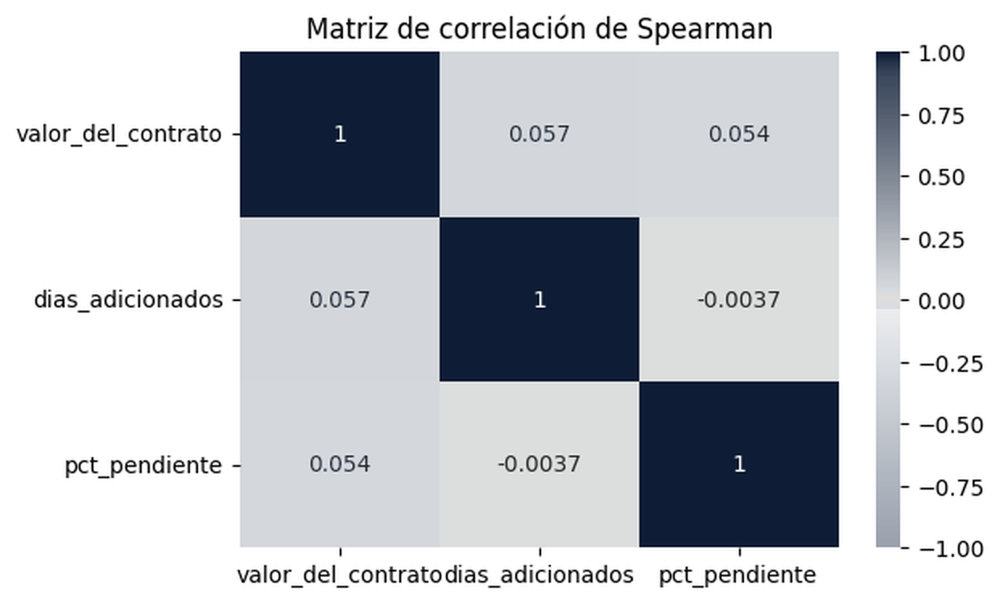 Matriz de correlación de Spearman
valor_del_contrato
1
0.057
0.054
dias_adicionados
0.057
1
-0.0037
pct_pendiente
0.054
-0.0037
1
valor_del_contrato
dias_adicionados
pct_pendiente
1.00
0.75
0.50
0.25
0.00
−0.25
−0.50
−0.75
−1.00